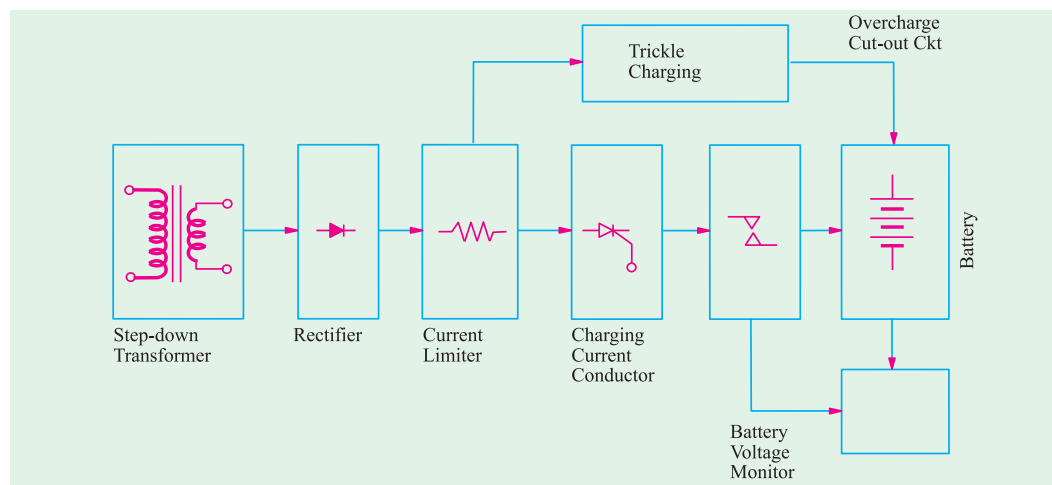 Overcharge
Cut-out Ckt
Trickle
Charging
Battery
Step-down
Transformer
Rectifier
Current
Limiter
Charging
Current
Conductor
Battery
Voltage
Monitor